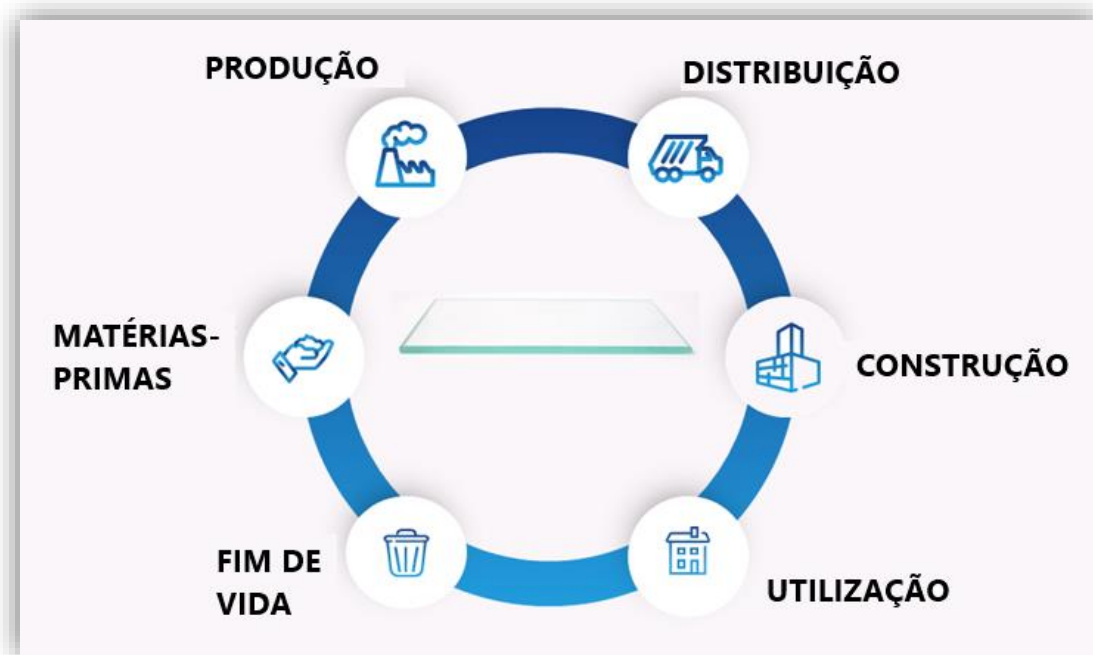 PRODUÇÃO
DISTRIBUIÇÃO
MATÉRIAS-
PRIMAS
CONSTRUÇÃO
FIM DE
VIDA
UTILIZAÇÃO